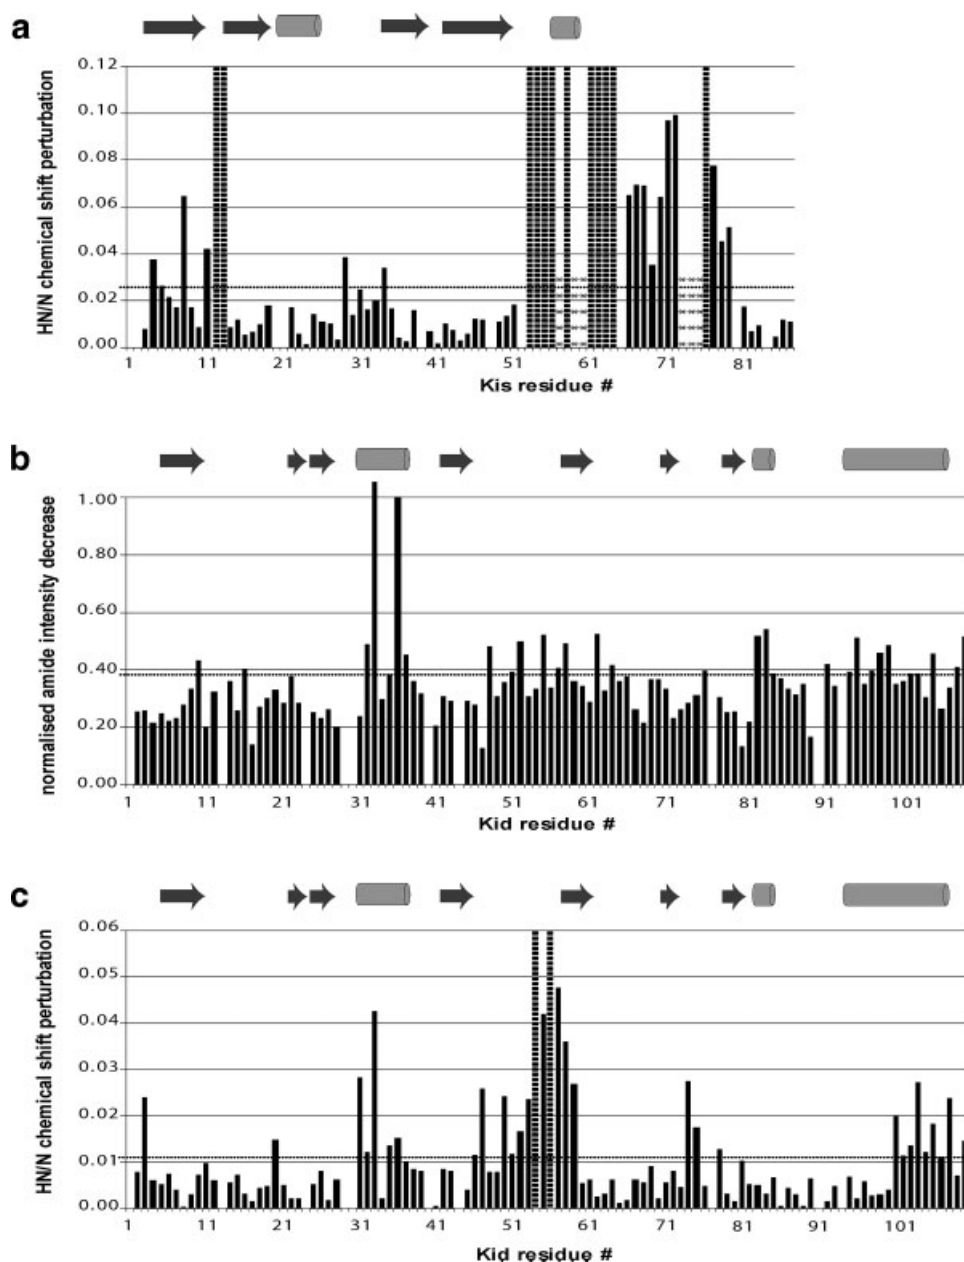 a
HN/N chemical shift perturbation
0.12
0.10
0.08
0.06
0.04
0.02
0.00
1 11 21 31 41 51 61 71 81
Kis residue #
b
normalised amide intensity decrease
1.00
0.80
0.60
0.40
0.20
0.00
1 11 21 31 41 51 61 71 81 91 101
Kid residue #
c
HN/N chemical shift perturbation
0.06
0.05
0.04
0.03
0.02
0.01
0.00
1 11 21 31 41 51 61 71 81 91 101
Kid residue #